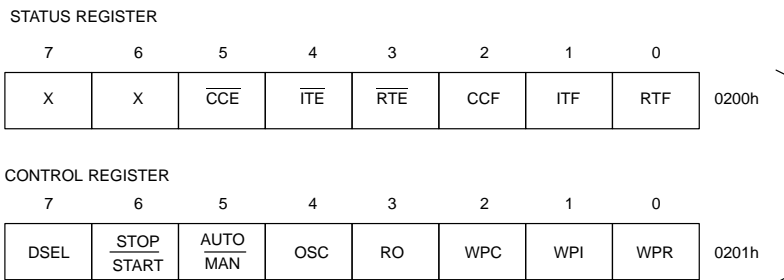 STATUS REGISTER
7 6 5 4 3 2 1 0
X X CCE ITE RTE CCF ITF RTF 0200h
CONTROL REGISTER
7 6 5 4 3 2 1 0
DSEL STOP START AUTO MAN OSC RO WPC WPI WPR 0201h